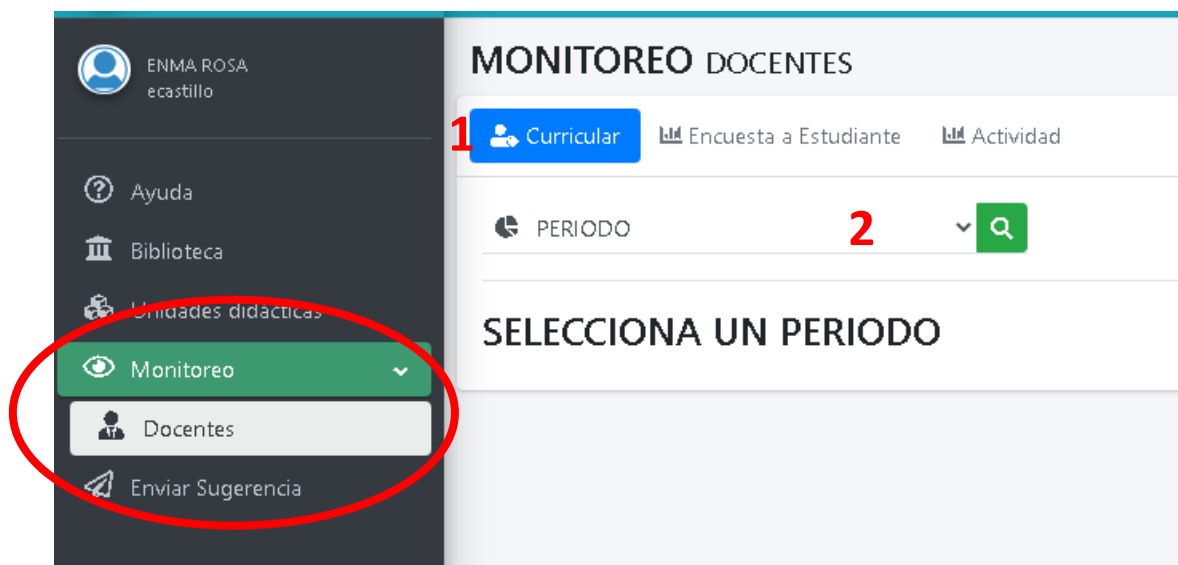 ENMA ROSA
ecastillo
Ayuda
Biblioteca
Unidades didácticas
Monitoreo
Docentes
Enviar Sugerencia
MONITOREO DOCENTES
1 Curricular Encuesta a Estudiante Actividad
PERIODO 2
SELECCIONA UN PERIODO